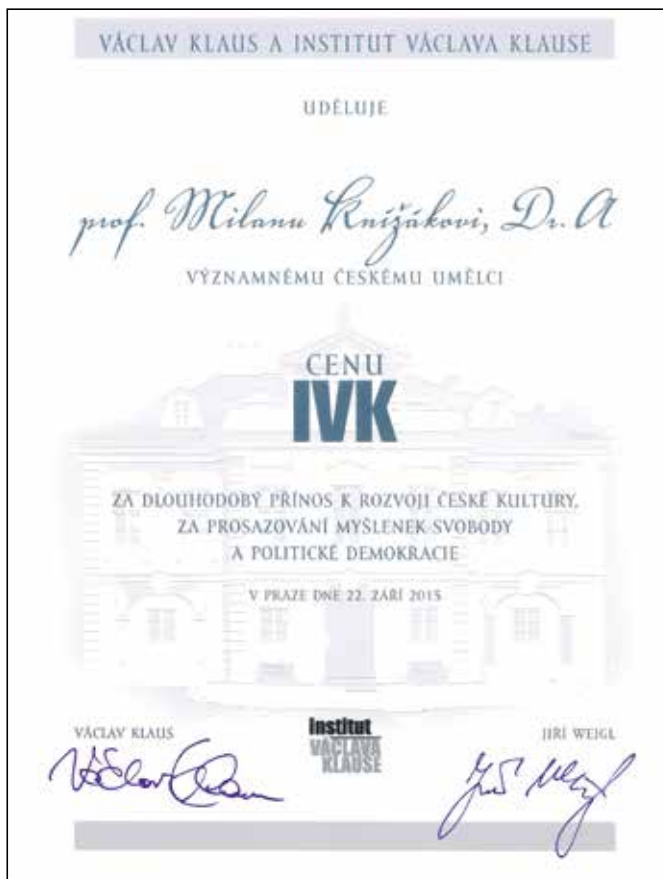 VÁCLAV KLAUS A INSTITUT VÁCLAVA KLAUSE
UDĚLUJE
prof. Milanu Knížákovi, Dr. A
VÝZNAMNÉMU ČESKÉMU UMĚLCI
CENU
IVK
ZA DLOUHODOBÝ PŘÍNOS K ROZVOJI ČESKÉ KULTURY,
ZA PROSAZOVÁNÍ MYŠLENEK SVOBODY
A POLITICKÉ DEMOKRACIE
V PRAZE DNE 22. ZÁŘÍ 2015
VÁCLAV KLAUS
JIŘÍ WEIGL
Institut
VÁCLAVA
KLAUSE
Václav Klaus